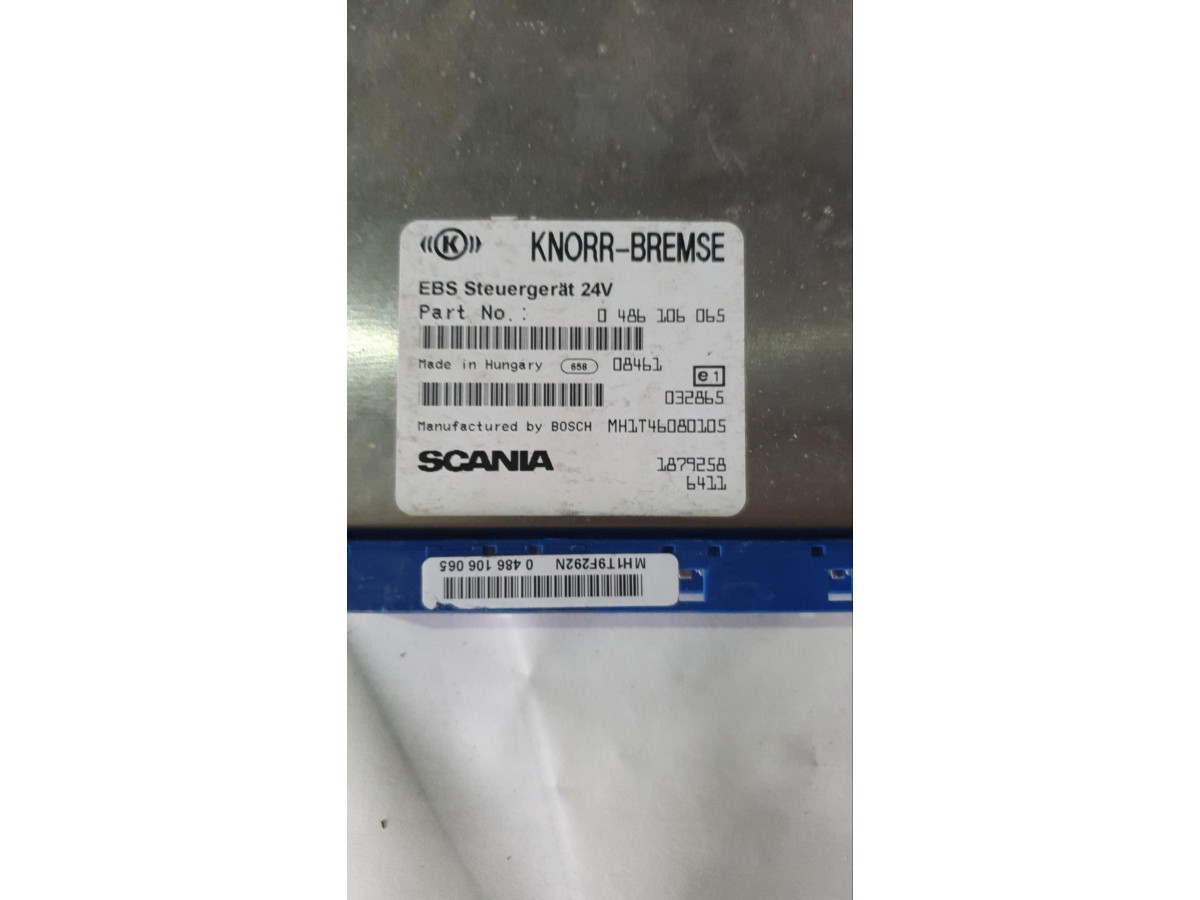 K KNORR-BREMSE
EBS Steuergerät 24V
Part No.: 0 486 106 065
Made in Hungary 658 08461
e1
032865
Manufactured by BOSCH MH1T46080105
SCANIA 1879258
6411
MH1T9F292N 0 486 106 065